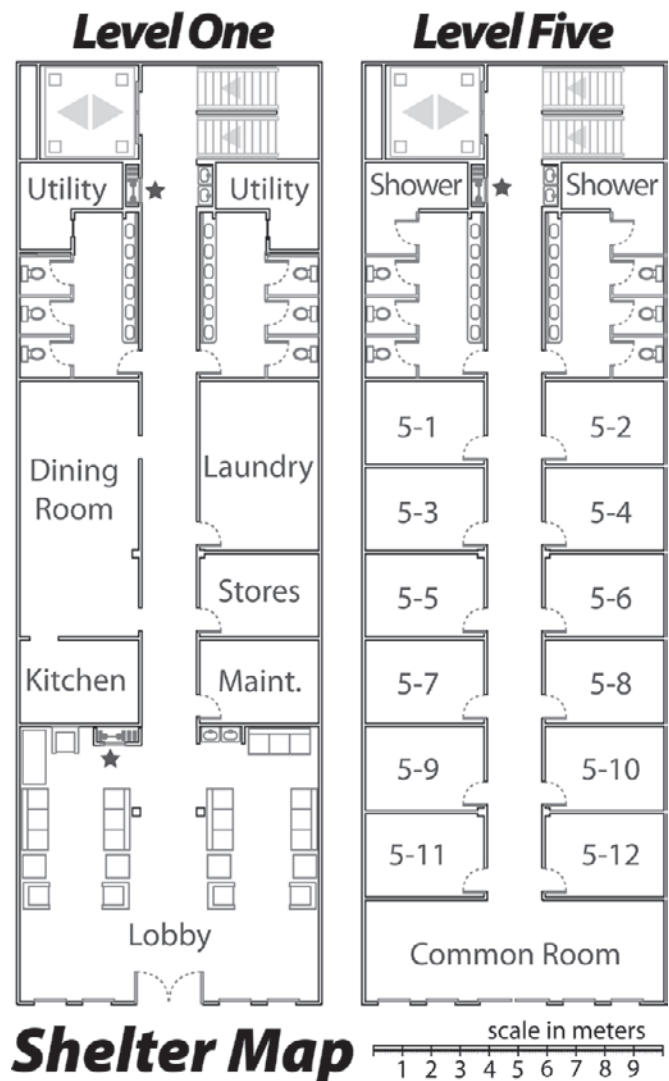 Level One
Level Five
Utility
Utility
Shower
Shower
Dining
Room
Laundry
Stores
Kitchen
Maint.
Lobby
5-1
5-2
5-3
5-4
5-5
5-6
5-7
5-8
5-9
5-10
5-11
5-12
Common Room
Shelter Map
scale in meters
1 2 3 4 5 6 7 8 9